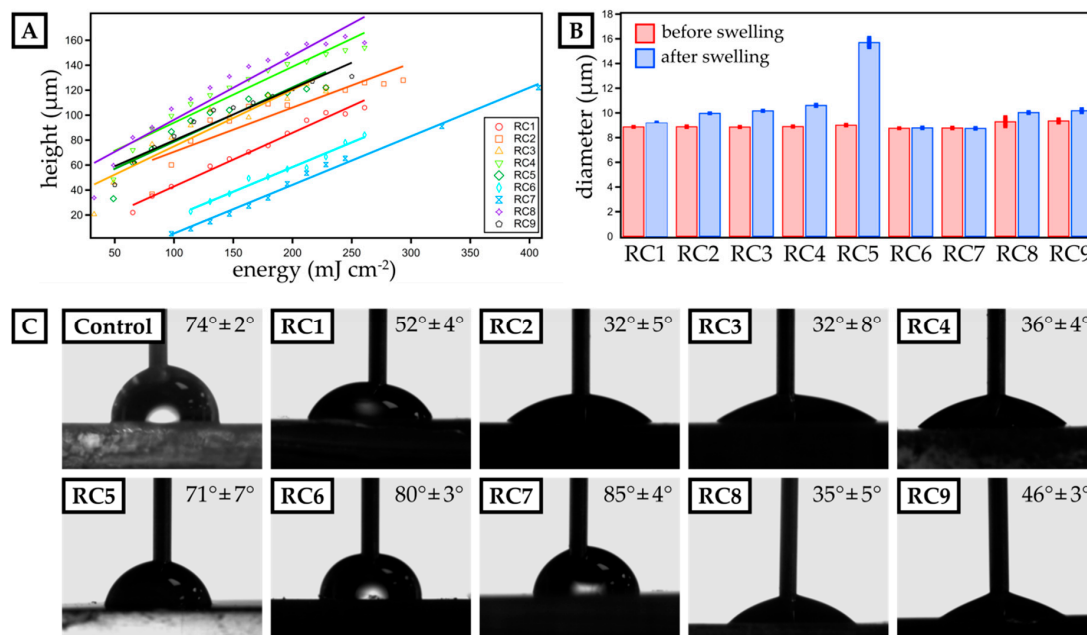 A
height (µm)
160
140
120
100
80
60
40
20
50
100
150
200
250
300
350
400
energy (mJ cm-2)
RC1
RC2
RC3
RC4
RC5
RC6
RC7
RC8
RC9
B
diameter (µm)
18
16
14
12
10
8
6
4
2
0
before swelling
after swelling
RC1 RC2 RC3 RC4 RC5 RC6 RC7 RC8 RC9
C
Control 74°± 2°
RC1 52°± 4°
RC2 32°± 5°
RC3 32°± 8°
RC4 36°± 4°
RC5 71°± 7°
RC6 80°± 3°
RC7 85°± 4°
RC8 35°± 5°
RC9 46°± 3°